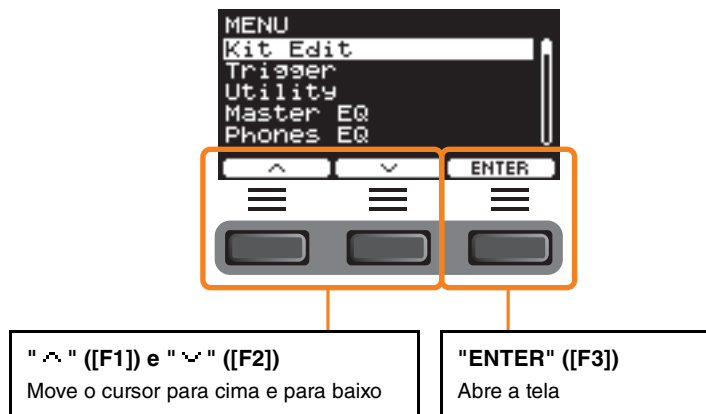 MENU
Kit Edit
Trigger
Utility
Master EQ
Phones EQ
ENTER
" ︿ " ([F1]) e " ﹀ " ([F2])
Move o cursor para cima e para baixo
"ENTER" ([F3])
Abre a tela